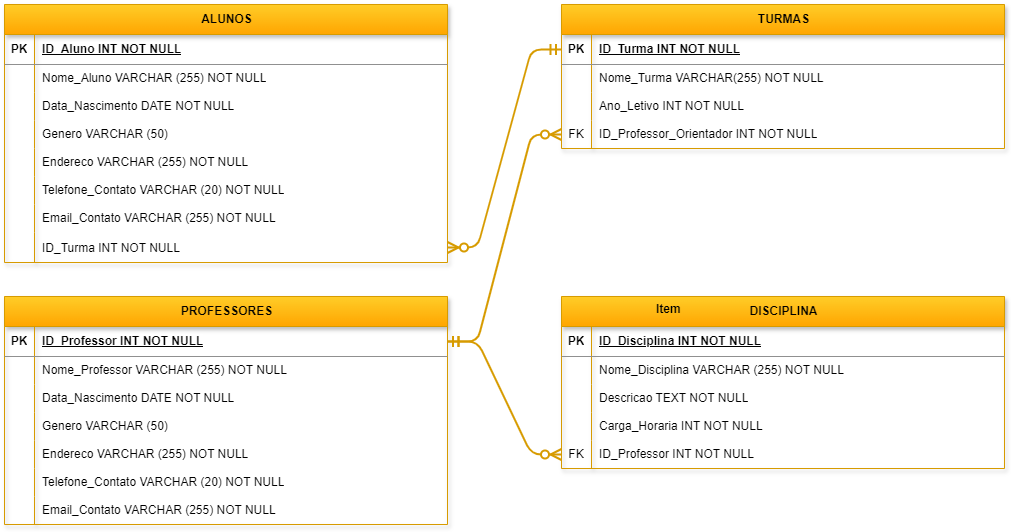 ALUNOS
PK ID_Aluno INT NOT NULL
Nome_Aluno VARCHAR (255) NOT NULL
Data_Nascimento DATE NOT NULL
Genero VARCHAR (50)
Endereco VARCHAR (255) NOT NULL
Telefone_Contato VARCHAR (20) NOT NULL
Email_Contato VARCHAR (255) NOT NULL
ID_Turma INT NOT NULL
TURMAS
PK ID_Turma INT NOT NULL
Nome_Turma VARCHAR(255) NOT NULL
Ano_Letivo INT NOT NULL
FK ID_Professor_Orientador INT NOT NULL
PROFESSORES
PK ID_Professor INT NOT NULL
Nome_Professor VARCHAR (255) NOT NULL
Data_Nascimento DATE NOT NULL
Genero VARCHAR (50)
Endereco VARCHAR (255) NOT NULL
Telefone_Contato VARCHAR (20) NOT NULL
Email_Contato VARCHAR (255) NOT NULL
Item DISCIPLINA
PK ID_Disciplina INT NOT NULL
Nome_Disciplina VARCHAR (255) NOT NULL
Descricao TEXT NOT NULL
Carga_Horaria INT NOT NULL
FK ID_Professor INT NOT NULL